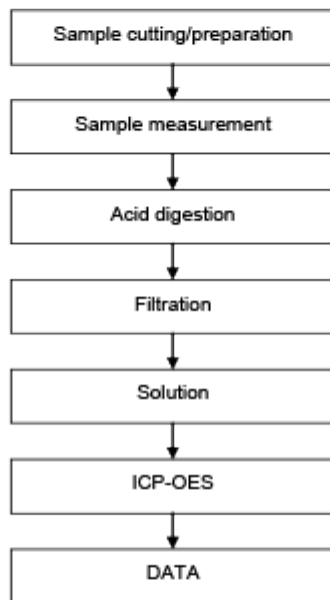 Sample cutting/preparation
Sample measurement
Acid digestion
Filtration
Solution
ICP-OES
DATA